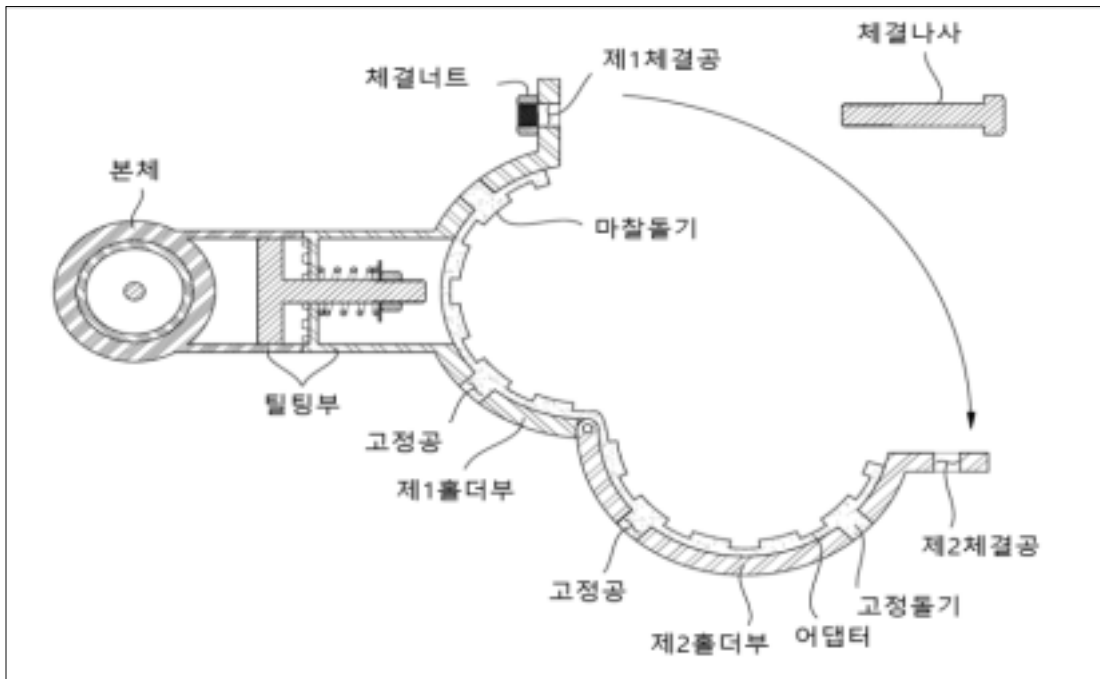 체결나사
제1체결공
체결너트
본체
마찰돌기
틸팅부
고정공
제1홀더부
제2체결공
고정공
고정돌기
어댑터
제2홀더부